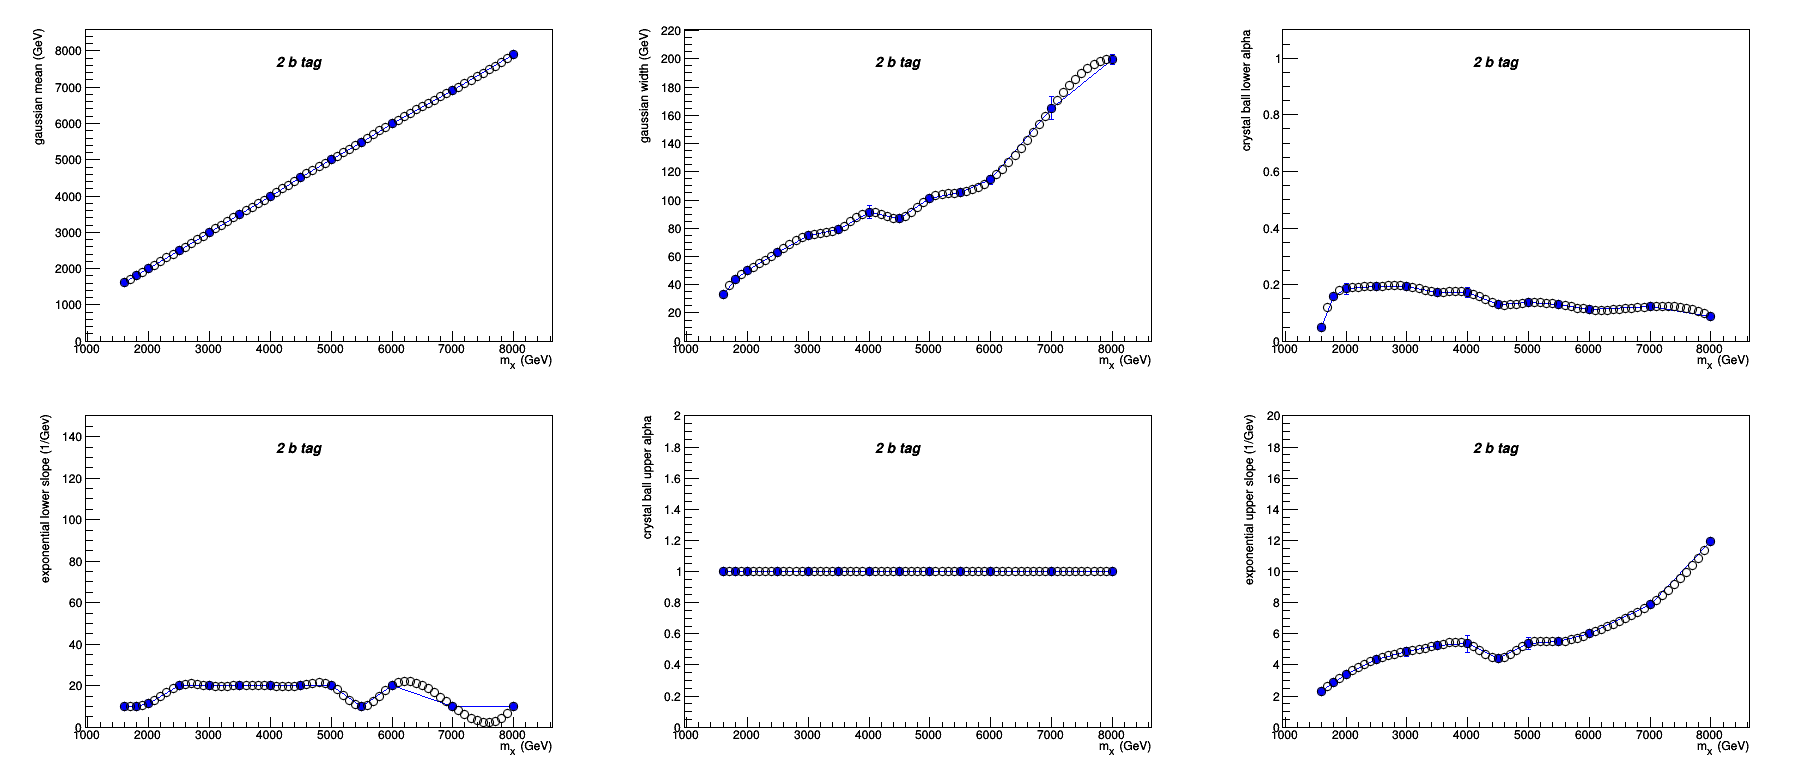 gaussian mean (GeV)
2 b tag
8000
7000
6000
5000
4000
3000
2000
1000
0
1000 2000 3000 4000 5000 6000 7000 8000
m_x (GeV)
gaussian width (GeV)
2 b tag
220
200
180
160
140
120
100
80
60
40
20
0
1000 2000 3000 4000 5000 6000 7000 8000
m_x (GeV)
crystal ball lower alpha
2 b tag
1
0.8
0.6
0.4
0.2
0
1000 2000 3000 4000 5000 6000 7000 8000
m_x (GeV)
exponential lower slope (1/Gev)
2 b tag
140
120
100
80
60
40
20
0
1000 2000 3000 4000 5000 6000 7000 8000
m_x (GeV)
crystal ball upper alpha
2 b tag
2
1.8
1.6
1.4
1.2
1
0.8
0.6
0.4
0.2
0
1000 2000 3000 4000 5000 6000 7000 8000
m_x (GeV)
exponential upper slope (1/Gev)
2 b tag
20
18
16
14
12
10
8
6
4
2
0
1000 2000 3000 4000 5000 6000 7000 8000
m_x (GeV)